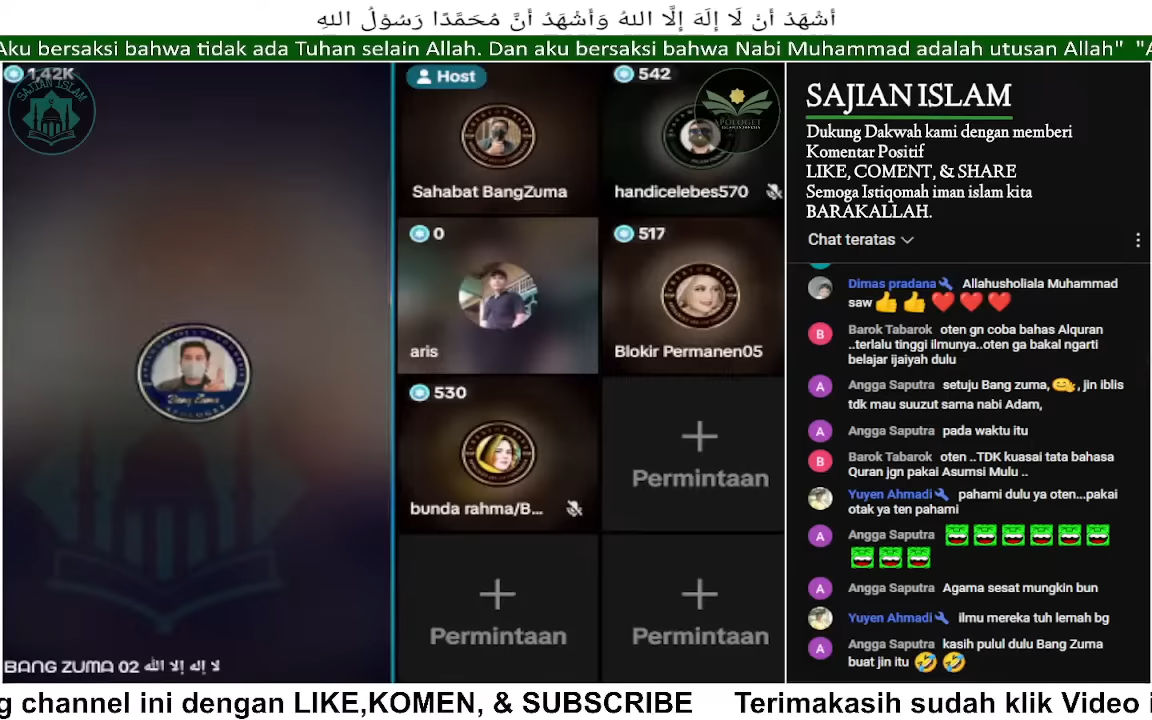 أَشْهَدُ أَنْ لَا إِلَهَ إِلَّا اللهُ وَأَشْهَدُ أَنَّ مُحَمَّدًا رَسُوْلُ اللهِ
Aku bersaksi bahwa tidak ada Tuhan selain Allah. Dan aku bersaksi bahwa Nabi Muhammad adalah utusan Allah" "A
1,42K
SAJIAN ISLAM
BANG ZUMA 02 لا إله إلا الله
Host
Sahabat BangZuma
542
APOLOGET
handicelebes570
0
aris
517
Blokir Permanen05
530
bunda rahma/B...
Permintaan
Permintaan
Permintaan
SAJIAN ISLAM
Dukung Dakwah kami dengan memberi
Komentar Positif
LIKE, COMENT, & SHARE
Semoga Istiqomah iman islam kita
BARAKALLAH.
Chat teratas
Dimas pradana Allahusholiala Muhammad
saw 👍👍❤️❤️❤️
B
Barok Tabarok oten gn coba bahas Alquran
..terlalu tinggi ilmunya..oten ga bakal ngarti
belajar ijaiyah dulu
A
Angga Saputra setuju Bang zuma, , jin iblis
tdk mau suuzut sama nabi Adam,
A
Angga Saputra pada waktu itu
B
Barok Tabarok oten ..TDK kuasai tata bahasa
Quran jgn pakai Asumsi Mulu ..
Yuyen Ahmadi pahami dulu ya oten...pakai
otak ya ten pahami
A
Angga Saputra
A
Angga Saputra Agama sesat mungkin bun
Yuyen Ahmadi ilmu mereka tuh lemah bg
A
Angga Saputra kasih pulul dulu Bang Zuma
buat jin itu 🤣🤣
g channel ini dengan LIKE,KOMEN, & SUBSCRIBE Terimakasih sudah klik Video i